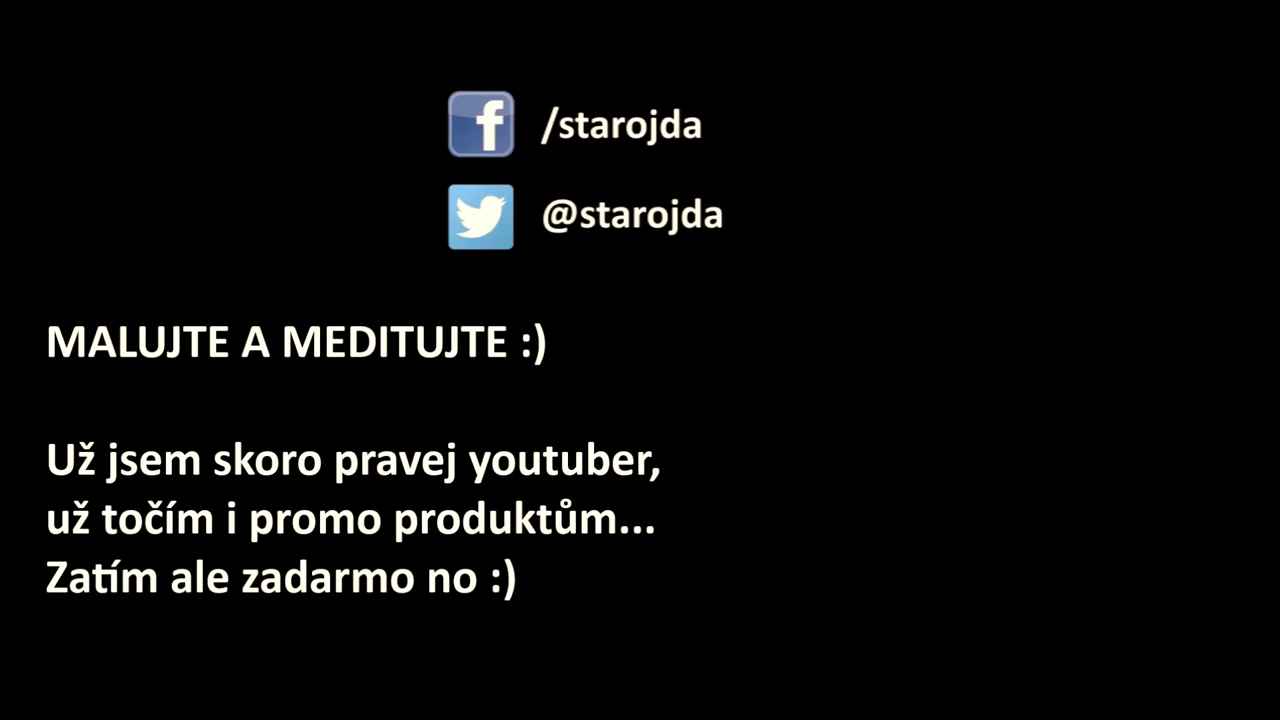 /starojda
@starojda
MALUJTE A MEDITUJTE :)
Už jsem skoro pravej youtuber,
už točím i promo produktům...
Zatím ale zadarmo no :)